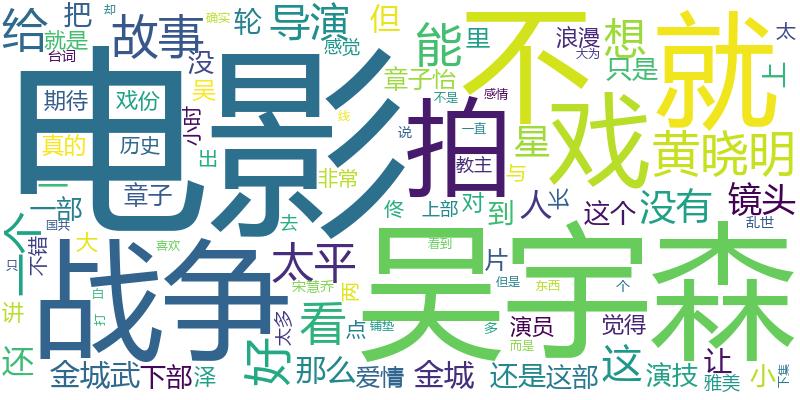 给 把 故事 轮 导演 但 能 里 浪漫 太
却 确实
就是 没 感觉 想 大为 只是 上
台词
电影 不 就
期待 戏份 吴 章子怡 星 戏 黄晓明
小时 不是 感情
真的 历史 拍 线 说 一直
出 非常 教主 与
一 章子
一部 去 佟 上部 对 到 人 长 这个 没有 镜头
国共 乱世
一个 不错 大 喜欢 太平 看到 片
只 战争 吴宇森
宋慧乔 但是 东西 个
讲 白 两
打 太多 看 点 铺垫 多 演员 觉得
而是
还 好 那么 这 让
金城武 下部 泽 爱情 金城 还是 这部 演技 雅美 小 下集